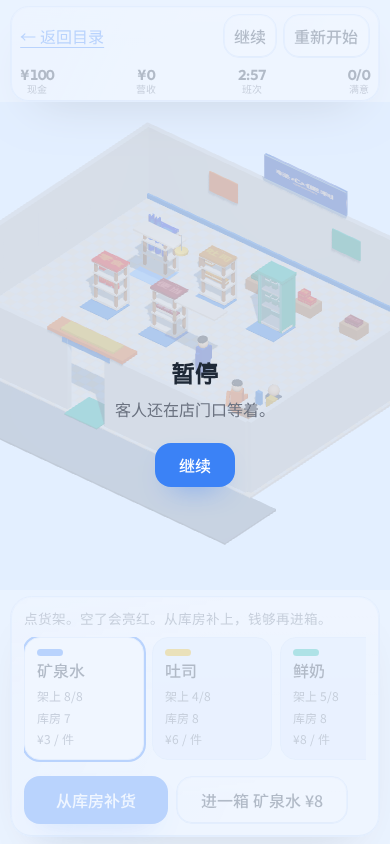 ← 返回目录
继续
重新开始
¥100
¥0
2:57
0/0
现金
营收
班次
满意
暂停
客人还在店门口等着。
继续
点货架。空了会亮红。从库房补上，钱够再进箱。
矿泉水
吐司
鲜奶
架上 8/8
架上 4/8
架上 5/8
库房 7
库房 8
库房 8
¥3 / 件
¥6 / 件
¥8 / 件
从库房补货
进一箱 矿泉水 ¥8